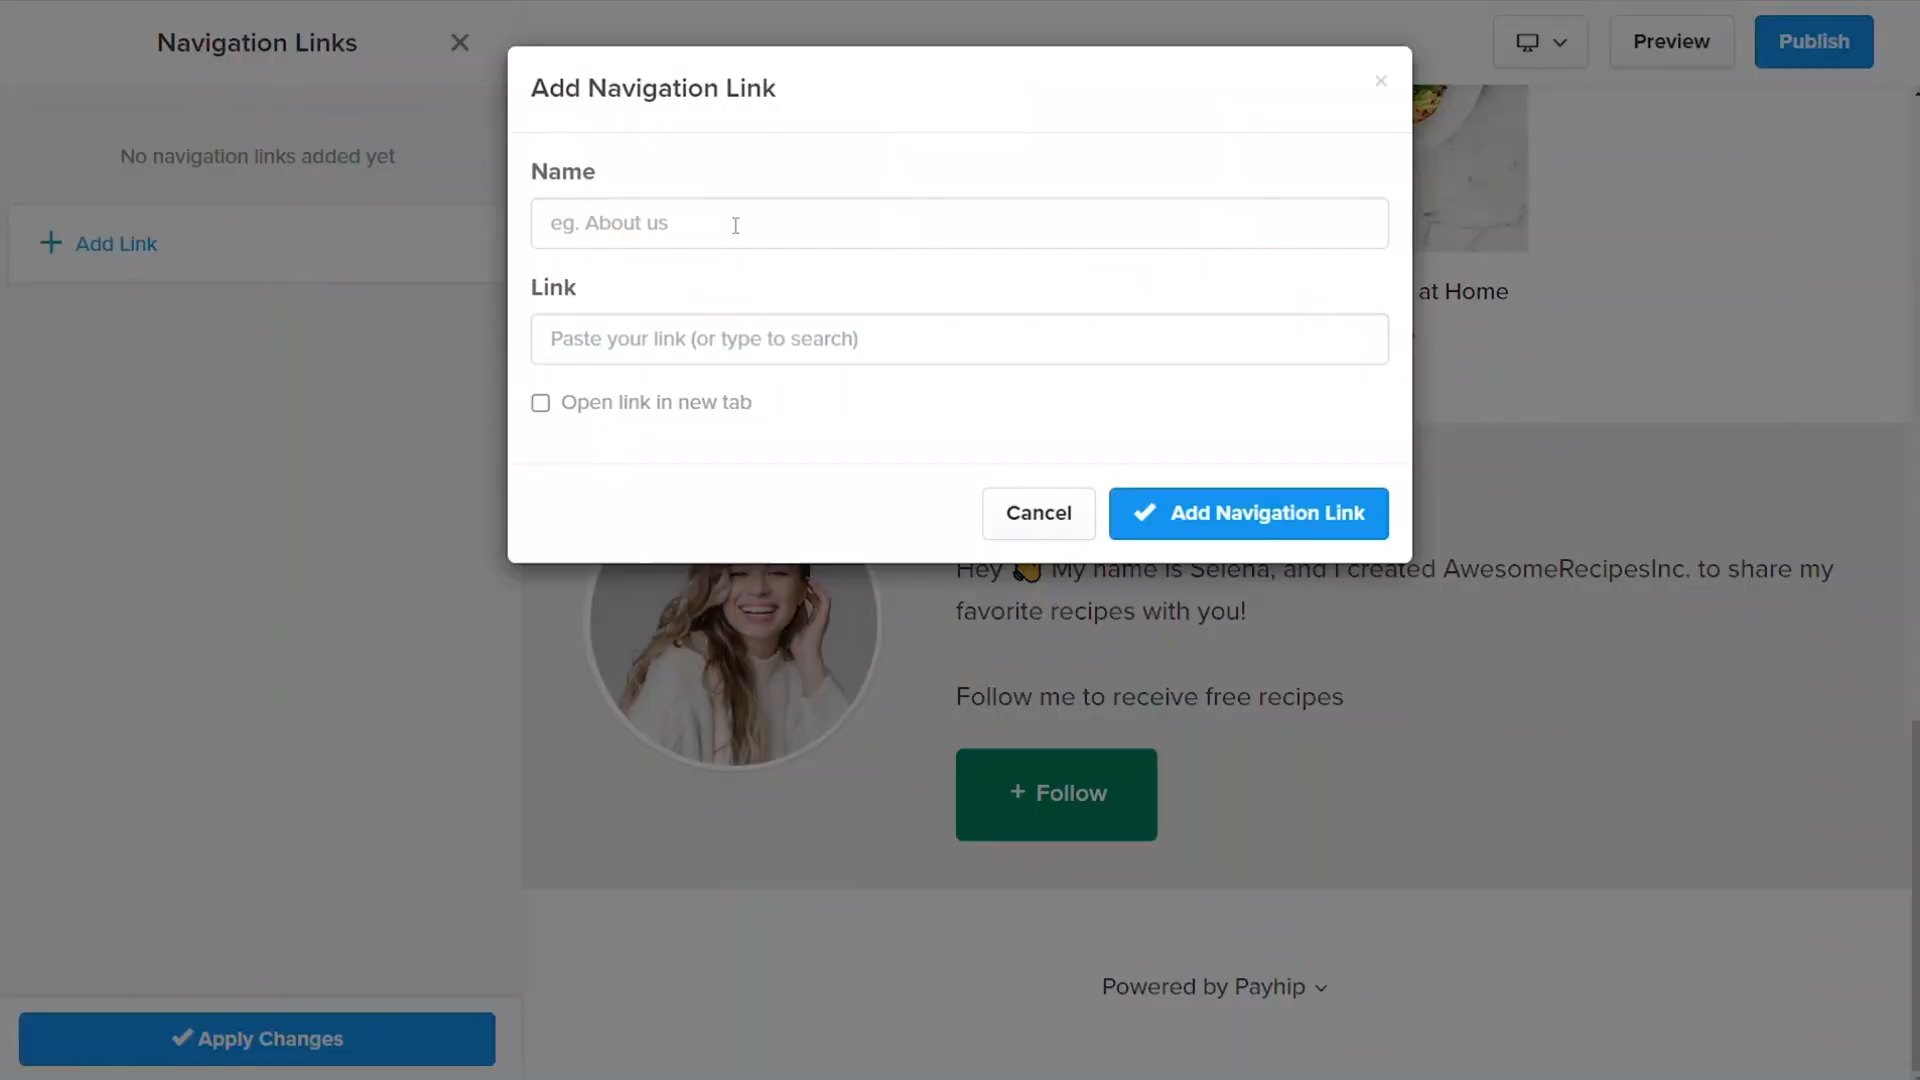 Navigation Links
Preview
Publish
Add Navigation Link
No navigation links added yet
Name
eg. About us
+ Add Link
Link
at Home
Paste your link (or type to search)
Open link in new tab
Cancel
Add Navigation Link
Hey 👋 My name is Selena, and I created AwesomeRecipesInc. to share my
favorite recipes with you!
Follow me to receive free recipes
+ Follow
Powered by Payhip
Apply Changes